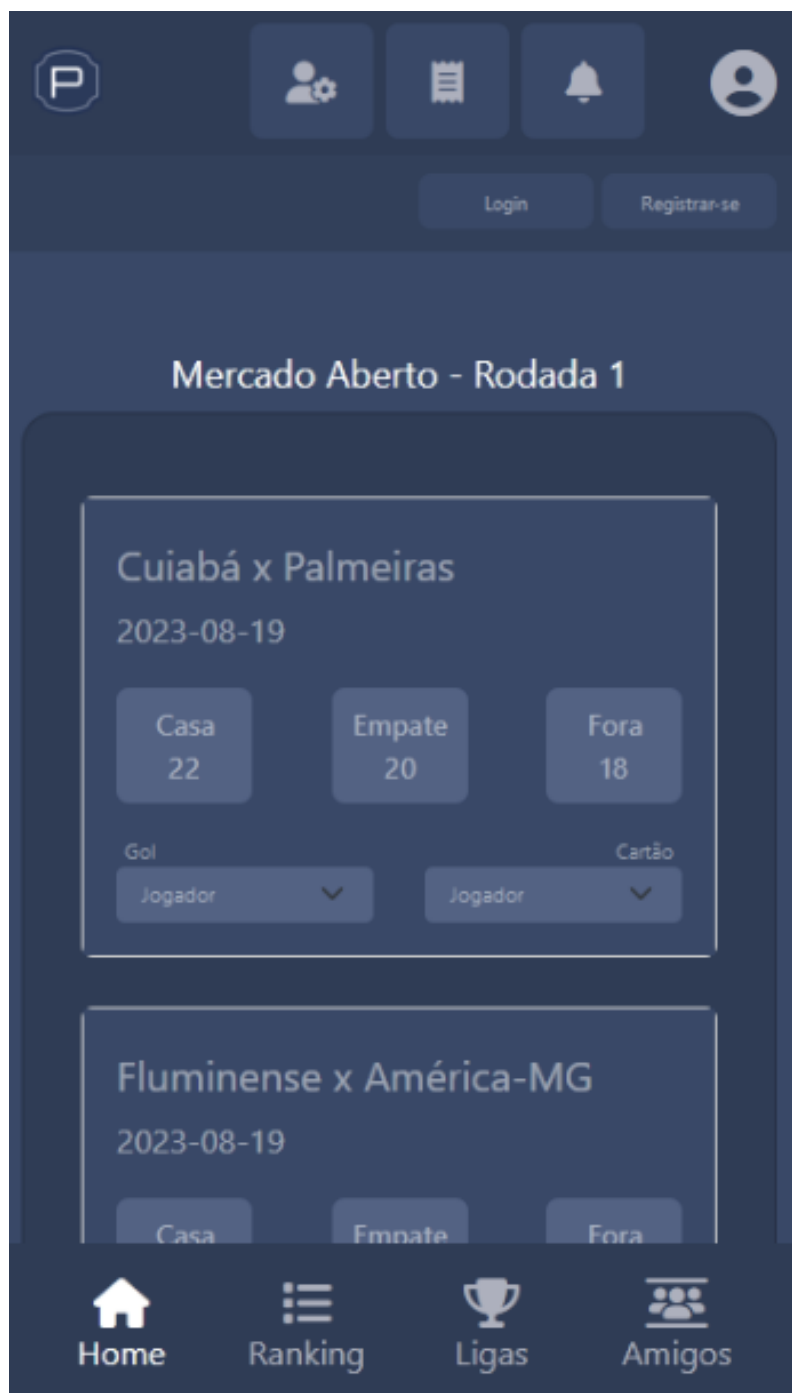 P
Login Registrar-se
Mercado Aberto - Rodada 1
Cuiabá x Palmeiras
2023-08-19
Casa Empate Fora
22 20 18
Gol Cartão
Jogador Jogador
Fluminense x América-MG
2023-08-19
Casa Empate Fora
Home Ranking Ligas Amigos